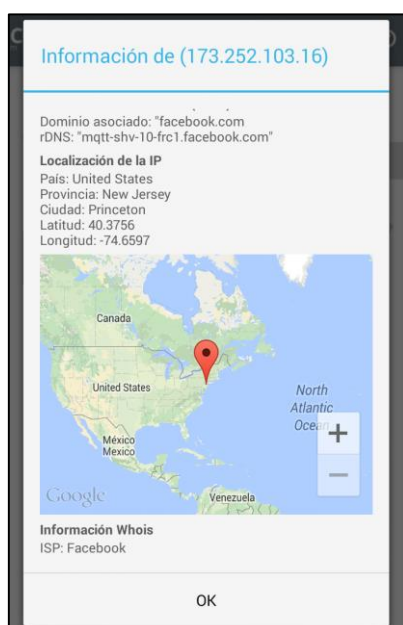 Información de (173.252.103.16)
Dominio asociado: "facebook.com
rDNS: "mqtt-shv-10-frc1.facebook.com"
Localización de la IP
País: United States
Provincia: New Jersey
Ciudad: Princeton
Latitud: 40.3756
Longitud: -74.6597
Canada
United States
North
Atlantic
Ocean
México
Mexico
Venezuela
Google
+
−
Información Whois
ISP: Facebook
OK